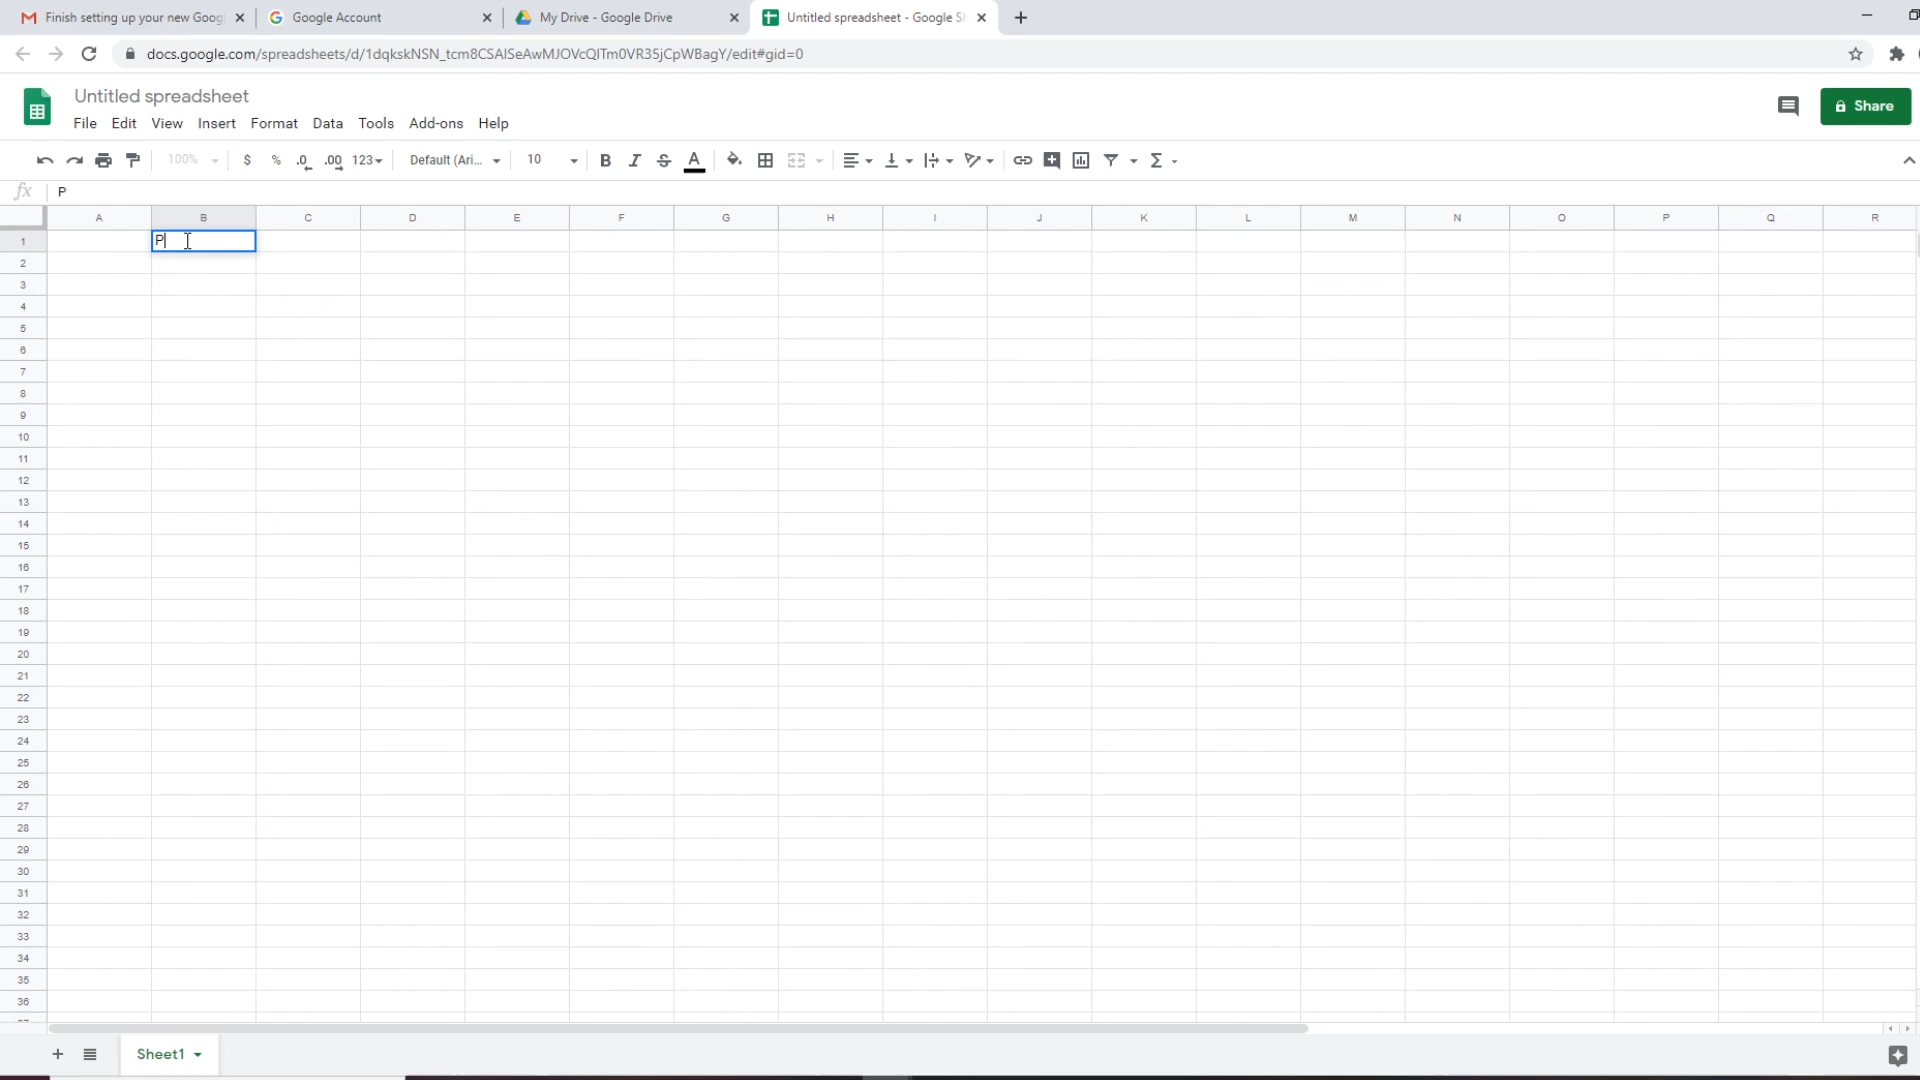 Finish setting up your new Goog
Google Account
My Drive - Google Drive
Untitled spreadsheet - Google Sh
docs.google.com/spreadsheets/d/1dqkskNSN_tcm8CSAISeAwMJOVcQITm0VR35jCpWBagY/edit#gid=0
Untitled spreadsheet
File Edit View Insert Format Data Tools Add-ons Help
Share
100% $ % .0 .00 123 Default (Ari... 10 B I S A Σ
fx P
A B C D E F G H I J K L M N O P Q R
1 P
2
3
4
5
6
7
8
9
10
11
12
13
14
15
16
17
18
19
20
21
22
23
24
25
26
27
28
29
30
31
32
33
34
35
36
Sheet1